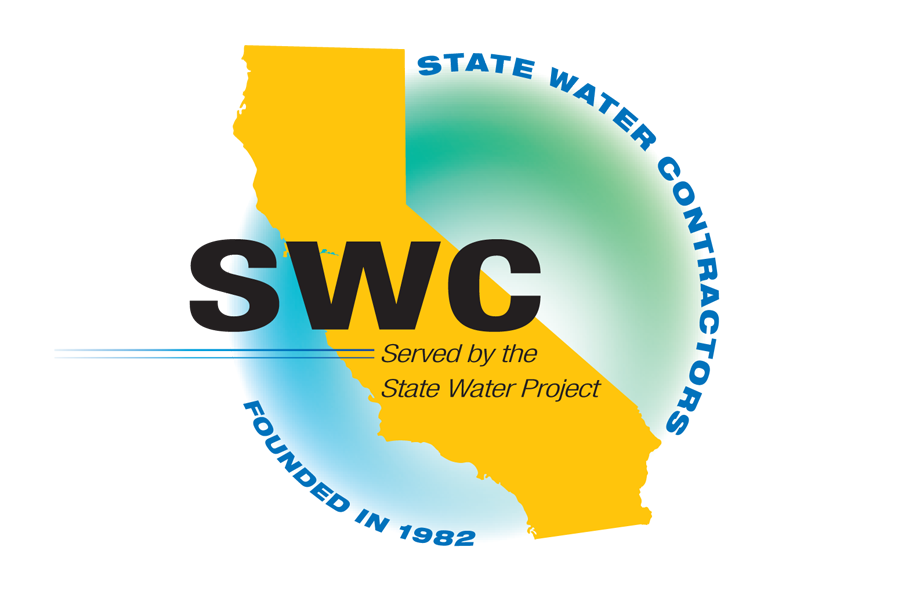 STATE WATER CONTRACTORS
SWC
Served by the
State Water Project
FOUNDED IN 1982